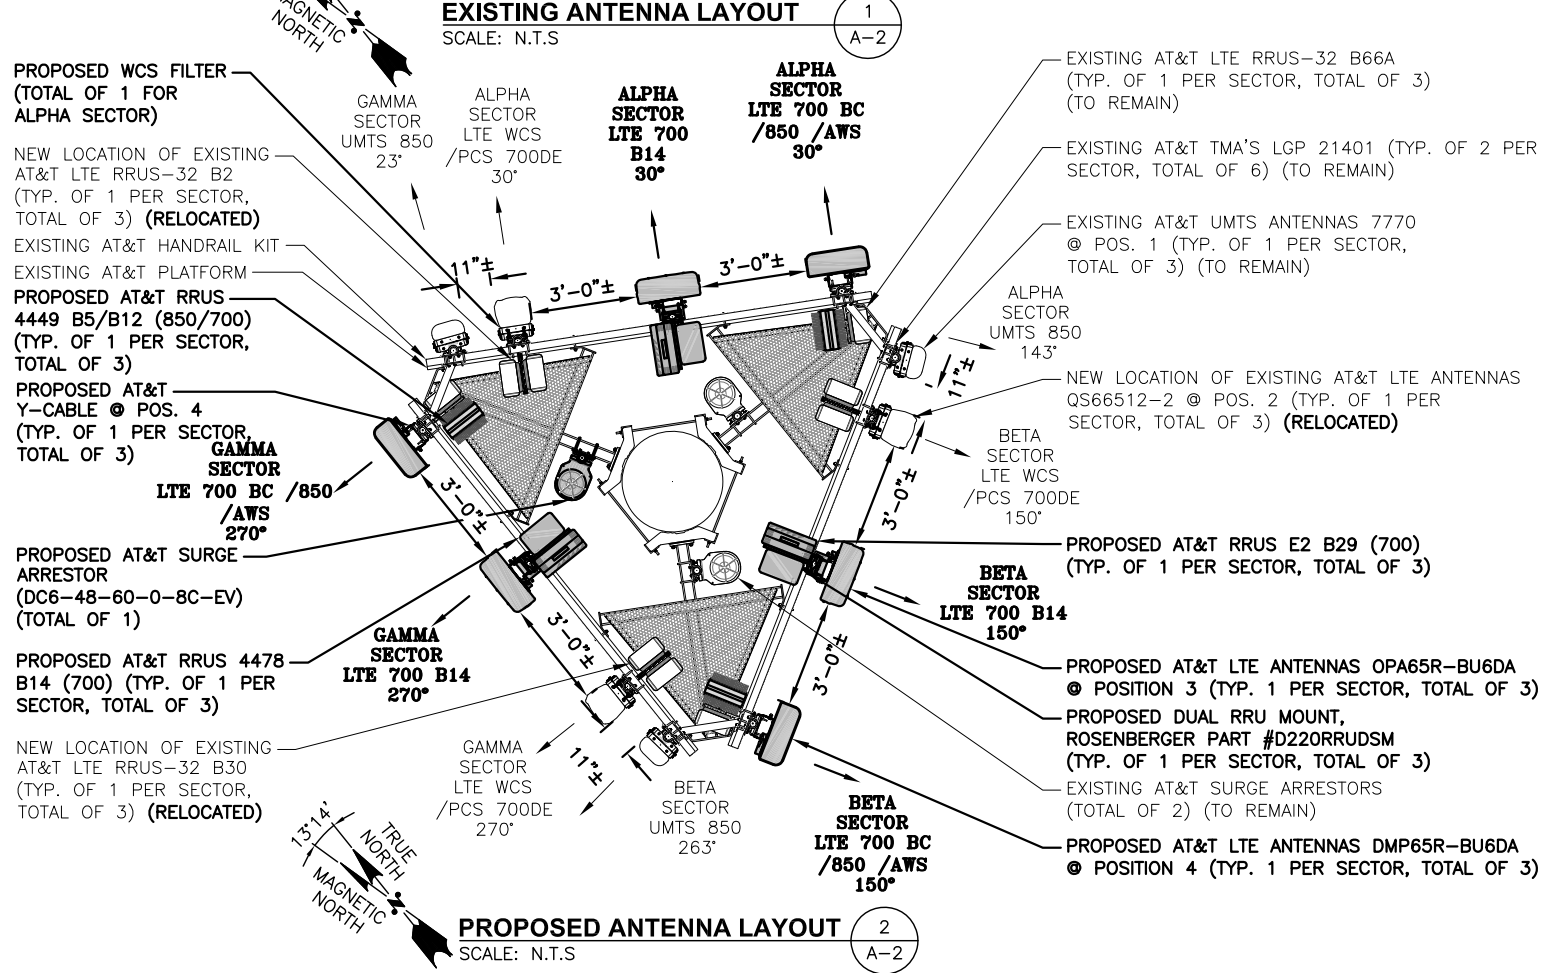 EXISTING ANTENNA LAYOUT
SCALE: N.T.S
1
A-2
MAGNETIC
NORTH
PROPOSED WCS FILTER
(TOTAL OF 1 FOR
ALPHA SECTOR)
NEW LOCATION OF EXISTING
AT&T LTE RRUS-32 B2
(TYP. OF 1 PER SECTOR,
TOTAL OF 3) (RELOCATED)
EXISTING AT&T HANDRAIL KIT
EXISTING AT&T PLATFORM
PROPOSED AT&T RRUS
4449 B5/B12 (850/700)
(TYP. OF 1 PER SECTOR,
TOTAL OF 3)
PROPOSED AT&T
Y-CABLE @ POS. 4
(TYP. OF 1 PER SECTOR,
TOTAL OF 3)
GAMMA
SECTOR
LTE 700 BC /850
/AWS
270°
PROPOSED AT&T SURGE
ARRESTOR
(DC6-48-60-0-8C-EV)
(TOTAL OF 1)
PROPOSED AT&T RRUS 4478
B14 (700) (TYP. OF 1 PER
SECTOR, TOTAL OF 3)
NEW LOCATION OF EXISTING
AT&T LTE RRUS-32 B30
(TYP. OF 1 PER SECTOR,
TOTAL OF 3) (RELOCATED)
GAMMA
SECTOR
UMTS 850
23°
ALPHA
SECTOR
LTE WCS
/PCS 700DE
30°
ALPHA
SECTOR
LTE 700
B14
30°
ALPHA
SECTOR
LTE 700 BC
/850 /AWS
30°
11"±
3'-0"±
3'-0"±
EXISTING AT&T LTE RRUS-32 B66A
(TYP. OF 1 PER SECTOR, TOTAL OF 3)
(TO REMAIN)
EXISTING AT&T TMA'S LGP 21401 (TYP. OF 2 PER
SECTOR, TOTAL OF 6) (TO REMAIN)
EXISTING AT&T UMTS ANTENNAS 7770
@ POS. 1 (TYP. OF 1 PER SECTOR,
TOTAL OF 3) (TO REMAIN)
ALPHA
SECTOR
UMTS 850
143°
11"±
NEW LOCATION OF EXISTING AT&T LTE ANTENNAS
QS66512-2 @ POS. 2 (TYP. OF 1 PER
SECTOR, TOTAL OF 3) (RELOCATED)
BETA
SECTOR
LTE WCS
/PCS 700DE
150°
3'-0"±
PROPOSED AT&T RRUS E2 B29 (700)
(TYP. OF 1 PER SECTOR, TOTAL OF 3)
BETA
SECTOR
LTE 700 B14
150°
3'-0"±
PROPOSED AT&T LTE ANTENNAS OPA65R-BU6DA
@ POSITION 3 (TYP. 1 PER SECTOR, TOTAL OF 3)
PROPOSED DUAL RRU MOUNT,
ROSENBERGER PART #D220RRUDSM
(TYP. OF 1 PER SECTOR, TOTAL OF 3)
EXISTING AT&T SURGE ARRESTORS
(TOTAL OF 2) (TO REMAIN)
PROPOSED AT&T LTE ANTENNAS DMP65R-BU6DA
@ POSITION 4 (TYP. 1 PER SECTOR, TOTAL OF 3)
3'-0"±
GAMMA
SECTOR
LTE 700 B14
270°
3'-0"±
GAMMA
SECTOR
LTE WCS
/PCS 700DE
270°
11"±
BETA
SECTOR
UMTS 850
263°
BETA
SECTOR
LTE 700 BC
/850 /AWS
150°
13°14'
TRUE
NORTH
MAGNETIC
NORTH
N
PROPOSED ANTENNA LAYOUT
SCALE: N.T.S
2
A-2